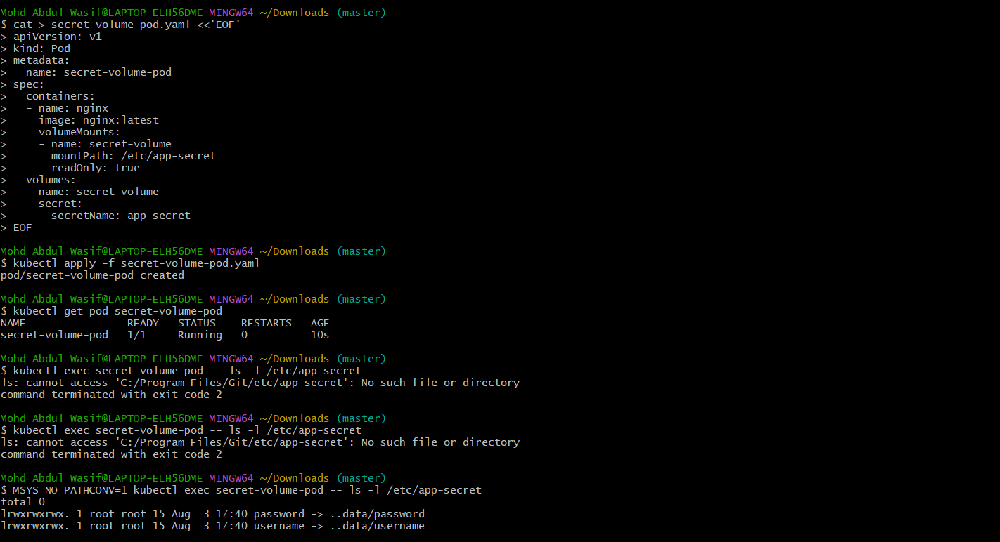 Mohd Abdul Wasif@LAPTOP-ELH56DME MINGW64 ~/Downloads (master)
$ cat > secret-volume-pod.yaml <<'EOF'
> apiVersion: v1
> kind: Pod
> metadata:
>   name: secret-volume-pod
> spec:
>   containers:
>   - name: nginx
>     image: nginx:latest
>     volumeMounts:
>     - name: secret-volume
>       mountPath: /etc/app-secret
>       readOnly: true
>   volumes:
>   - name: secret-volume
>     secret:
>       secretName: app-secret
> EOF
Mohd Abdul Wasif@LAPTOP-ELH56DME MINGW64 ~/Downloads (master)
$ kubectl apply -f secret-volume-pod.yaml
pod/secret-volume-pod created
Mohd Abdul Wasif@LAPTOP-ELH56DME MINGW64 ~/Downloads (master)
$ kubectl get pod secret-volume-pod
NAME                READY   STATUS    RESTARTS   AGE
secret-volume-pod   1/1     Running   0          10s
Mohd Abdul Wasif@LAPTOP-ELH56DME MINGW64 ~/Downloads (master)
$ kubectl exec secret-volume-pod -- ls -l /etc/app-secret
ls: cannot access 'C:/Program Files/Git/etc/app-secret': No such file or directory
command terminated with exit code 2
Mohd Abdul Wasif@LAPTOP-ELH56DME MINGW64 ~/Downloads (master)
$ kubectl exec secret-volume-pod -- ls -l /etc/app-secret
ls: cannot access 'C:/Program Files/Git/etc/app-secret': No such file or directory
command terminated with exit code 2
Mohd Abdul Wasif@LAPTOP-ELH56DME MINGW64 ~/Downloads (master)
$ MSYS_NO_PATHCONV=1 kubectl exec secret-volume-pod -- ls -l /etc/app-secret
total 0
lrwxrwxrwx. 1 root root 15 Aug  3 17:40 password -> ..data/password
lrwxrwxrwx. 1 root root 15 Aug  3 17:40 username -> ..data/username